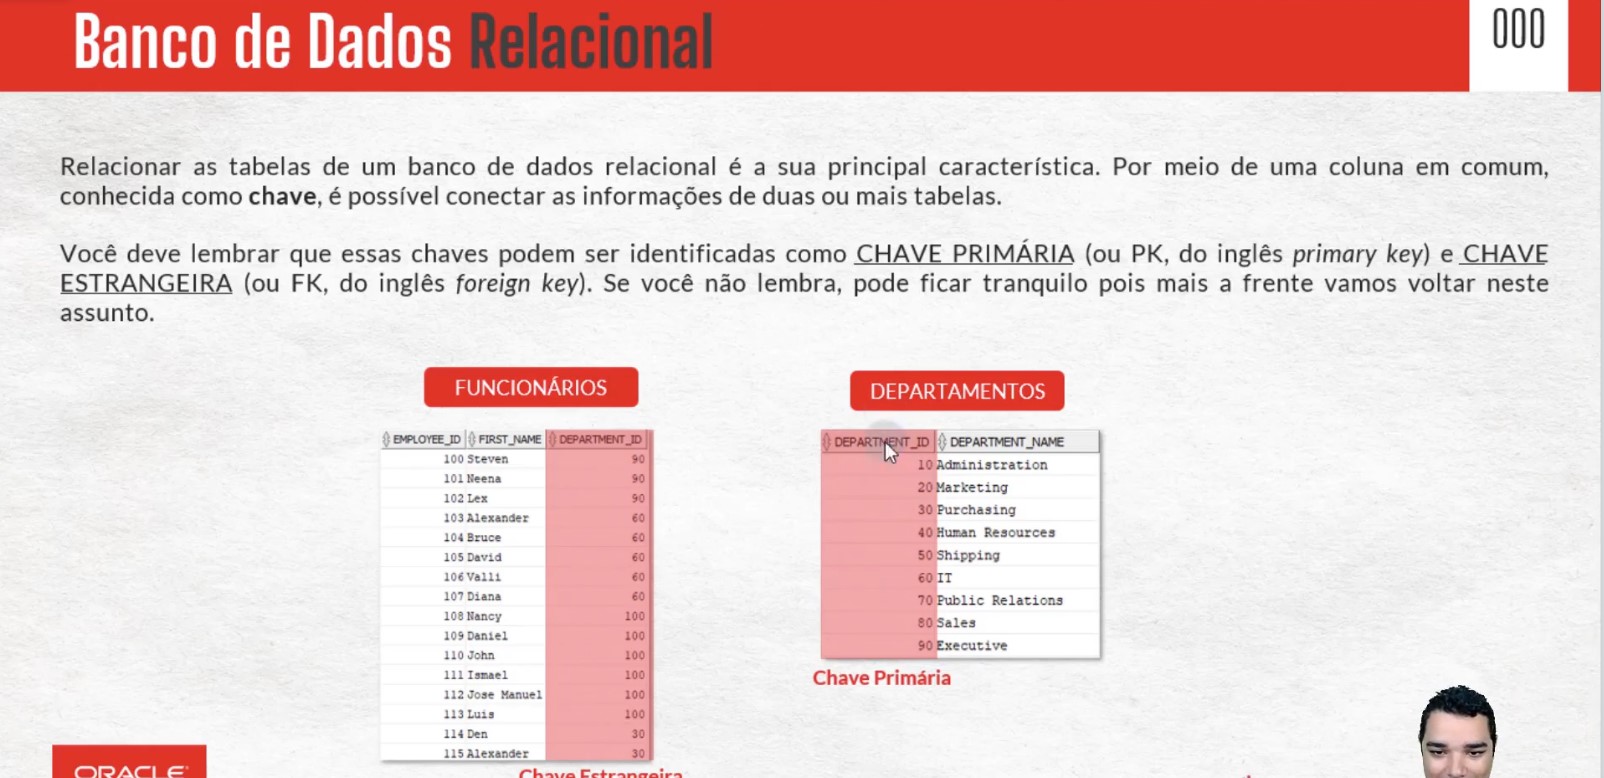 Banco de Dados Relacional
000
Relacionar as tabelas de um banco de dados relacional é a sua principal característica. Por meio de uma coluna em comum,
conhecida como chave, é possível conectar as informações de duas ou mais tabelas.
Você deve lembrar que essas chaves podem ser identificadas como CHAVE PRIMÁRIA (ou PK, do inglês primary key) e CHAVE
ESTRANGEIRA (ou FK, do inglês foreign key). Se você não lembra, pode ficar tranquilo pois mais a frente vamos voltar neste
assunto.
FUNCIONÁRIOS
EMPLOYEE_ID FIRST_NAME DEPARTMENT_ID
100 Steven 90
101 Neena 90
102 Lex 90
103 Alexander 60
104 Bruce 60
105 David 60
106 Valli 60
107 Diana 60
108 Nancy 100
109 Daniel 100
110 John 100
111 Ismael 100
112 Jose Manuel 100
113 Luis 100
114 Den 30
115 Alexander 30
Chave Estrangeira
DEPARTAMENTOS
DEPARTMENT_ID DEPARTMENT_NAME
10 Administration
20 Marketing
30 Purchasing
40 Human Resources
50 Shipping
60 IT
70 Public Relations
80 Sales
90 Executive
Chave Primária
ORACLE